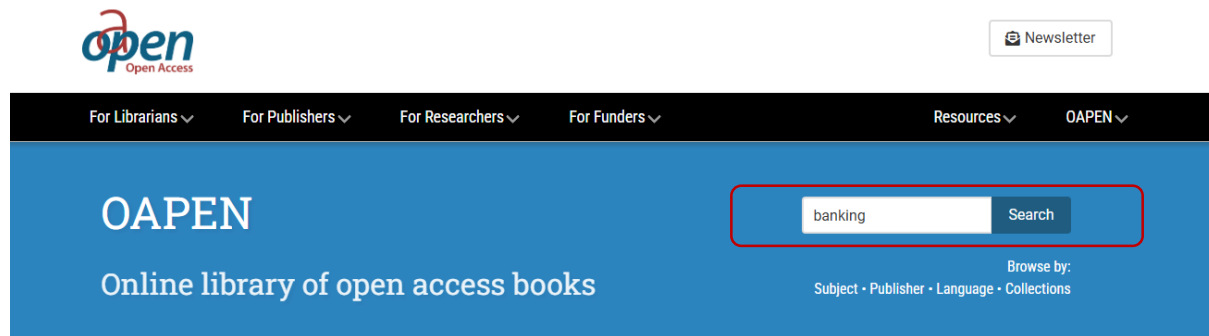 oapen
Open Access
Newsletter
For Librarians For Publishers For Researchers For Funders Resources OAPEN
OAPEN
banking Search
Online library of open access books
Browse by:
Subject • Publisher • Language • Collections